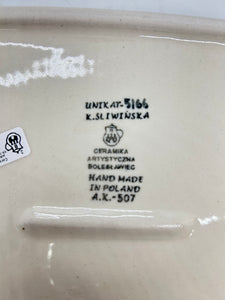 UNIKAT-5166
K.ŚLIWIŃSKA
CERAMIKA
ARTYSTYCZNA
BOLESŁAWIEC
HAND MADE
IN POLAND
A.K.-507